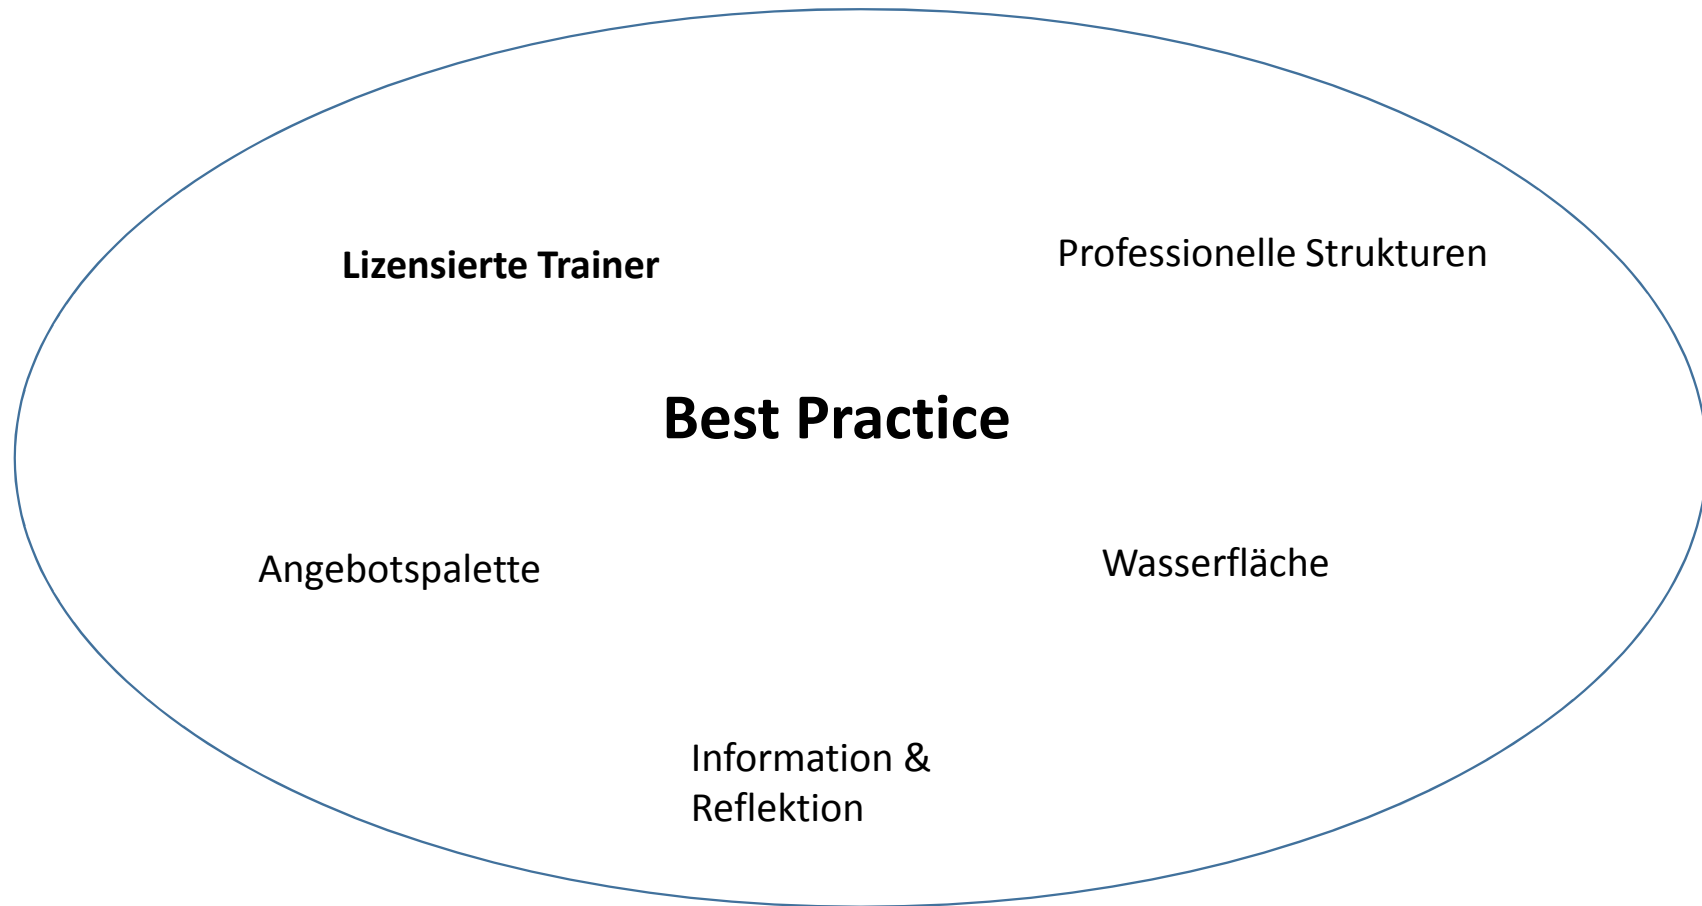 Lizensierte Trainer
Professionelle Strukturen
Best Practice
Angebotspalette
Wasserfläche
Information &
Reflektion